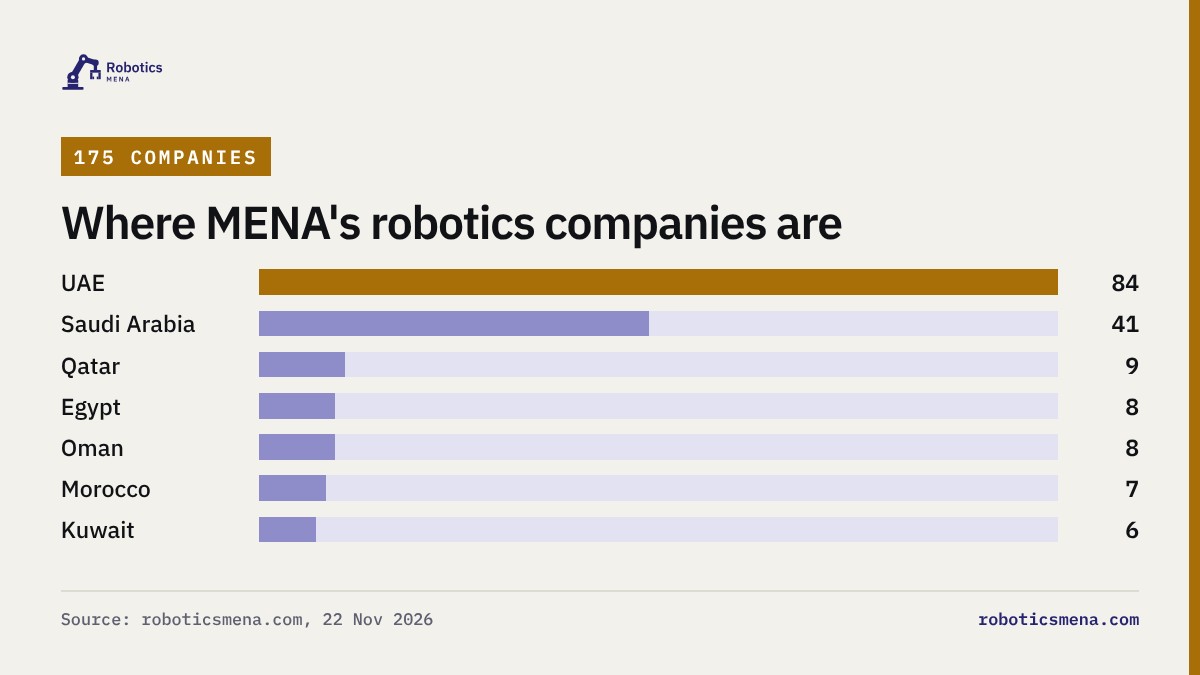 Robotics
MENA
175 COMPANIES
Where MENA's robotics companies are
UAE 84
Saudi Arabia 41
Qatar 9
Egypt 8
Oman 8
Morocco 7
Kuwait 6
Source: roboticsmena.com, 22 Nov 2026
roboticsmena.com